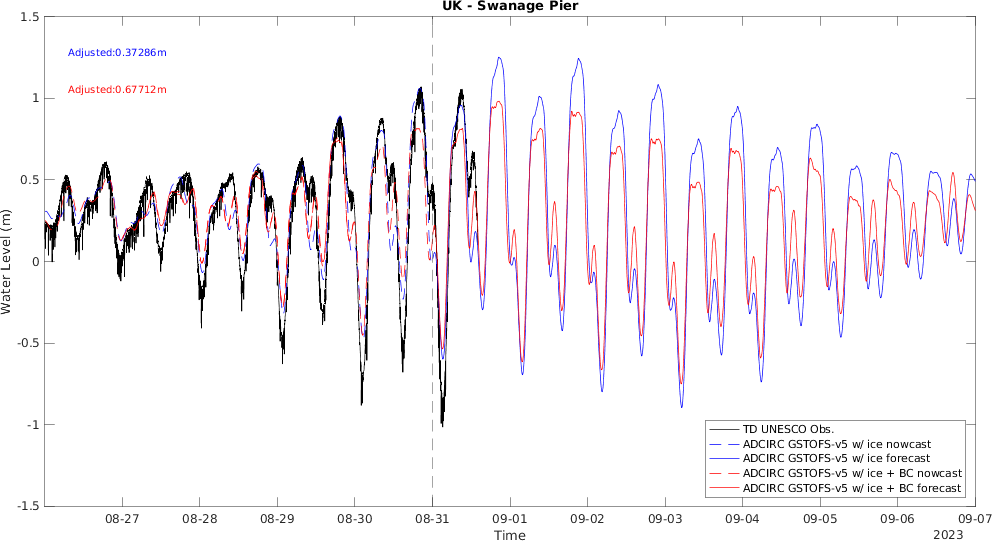 UK - Swanage Pier
1.5
1
0.5
0
-0.5
-1
-1.5
Water Level (m)
Adjusted:0.37286m
Adjusted:0.67712m
TD UNESCO Obs.
ADCIRC GSTOFS-v5 w/ ice nowcast
ADCIRC GSTOFS-v5 w/ ice forecast
ADCIRC GSTOFS-v5 w/ ice + BC nowcast
ADCIRC GSTOFS-v5 w/ ice + BC forecast
08-27 08-28 08-29 08-30 08-31 09-01 09-02 09-03 09-04 09-05 09-06 09-07
Time
2023